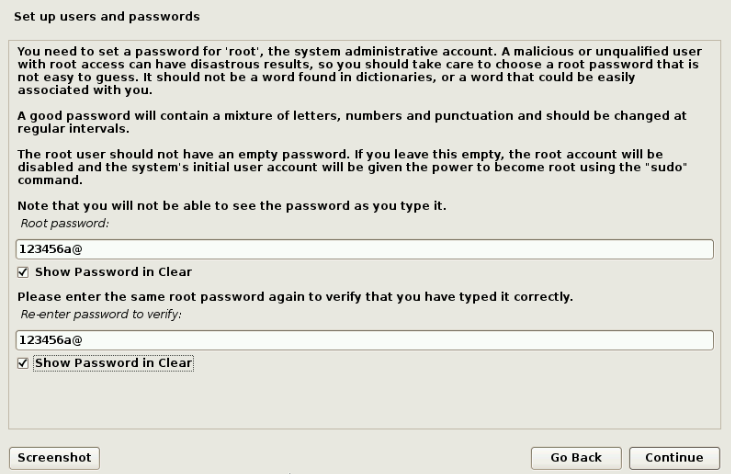 Set up users and passwords
You need to set a password for 'root', the system administrative account. A malicious or unqualified user
with root access can have disastrous results, so you should take care to choose a root password that is
not easy to guess. It should not be a word found in dictionaries, or a word that could be easily
associated with you.
A good password will contain a mixture of letters, numbers and punctuation and should be changed at
regular intervals.
The root user should not have an empty password. If you leave this empty, the root account will be
disabled and the system's initial user account will be given the power to become root using the "sudo"
command.
Note that you will not be able to see the password as you type it.
Root password:
123456a@
Show Password in Clear
Please enter the same root password again to verify that you have typed it correctly.
Re-enter password to verify:
123456a@
Show Password in Clear
Screenshot
Go Back
Continue